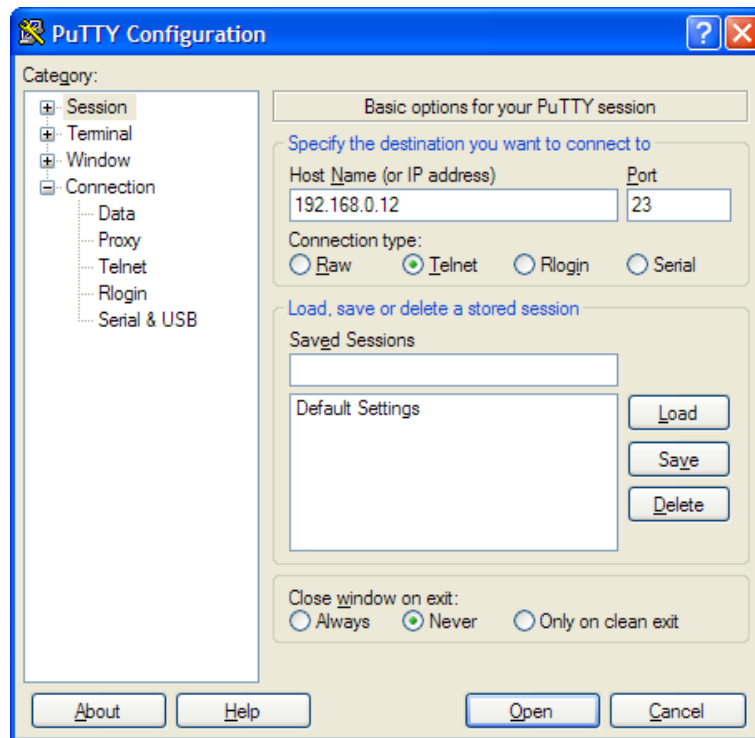 PuTTY Configuration
Category:
Session
Terminal
Window
Connection
Data
Proxy
Telnet
Rlogin
Serial & USB
Basic options for your PuTTY session
Specify the destination you want to connect to
Host Name (or IP address) Port
192.168.0.12 23
Connection type:
Raw Telnet Rlogin Serial
Load, save or delete a stored session
Saved Sessions
Default Settings
Load
Save
Delete
Close window on exit:
Always Never Only on clean exit
About Help Open Cancel